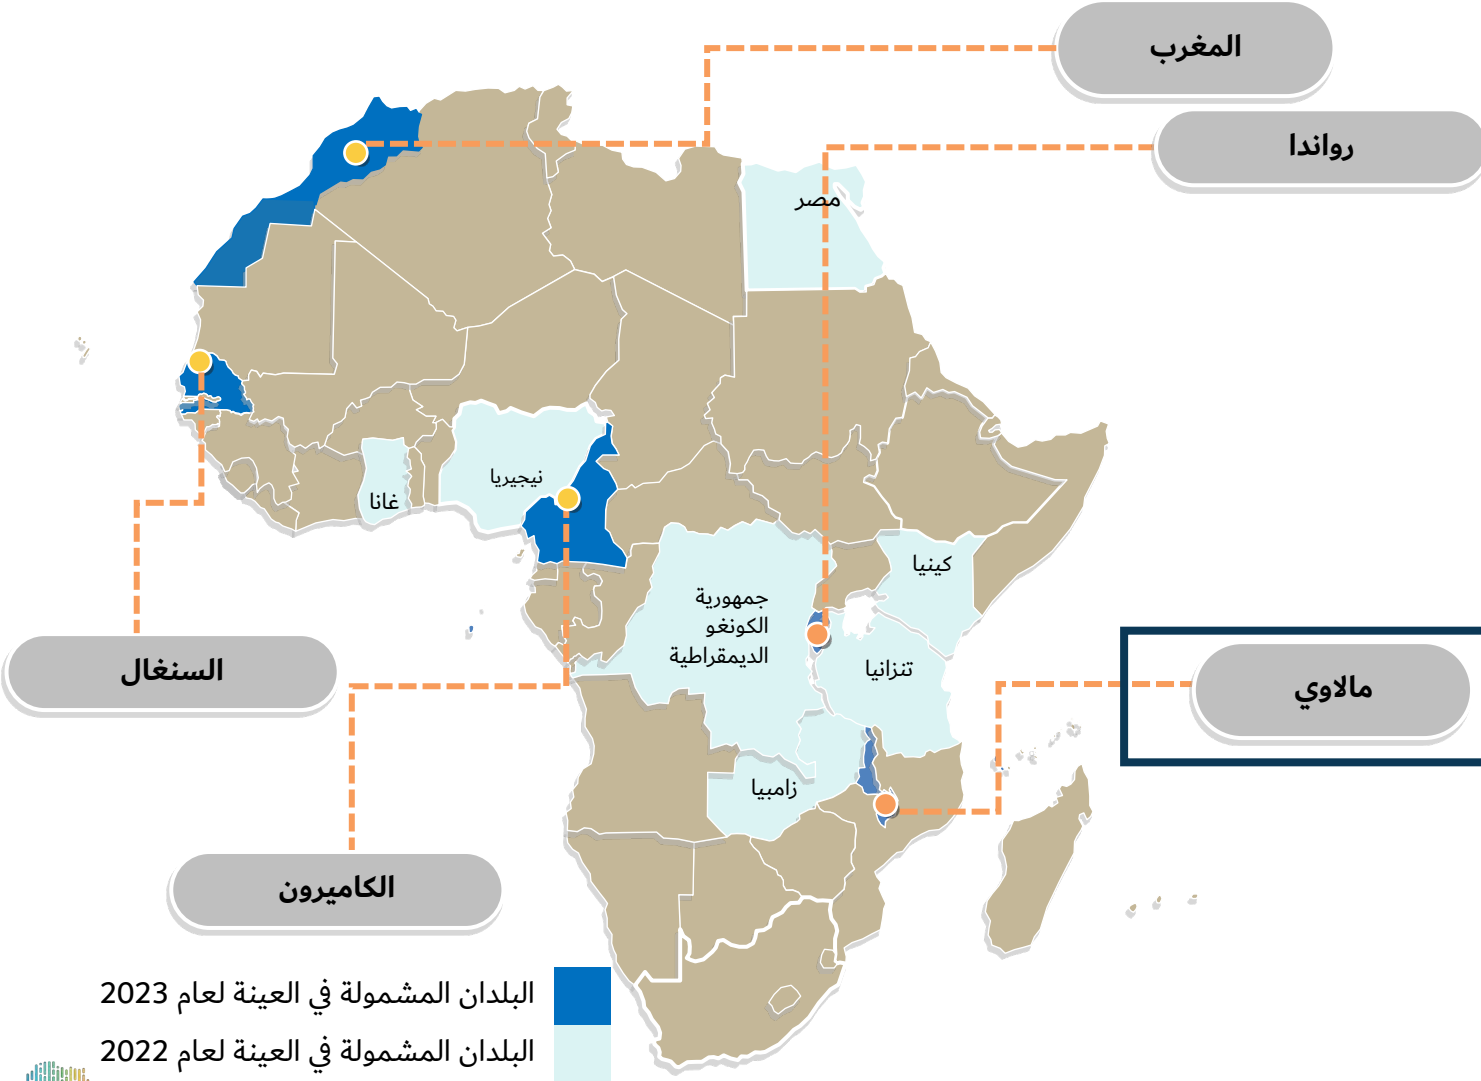 المغرب
رواندا
مصر
نيجيريا
غانا
كينيا
جمهورية
الكونغو
الديمقراطية
تنزانيا
السنغال
مالاوي
زامبيا
الكاميرون
البلدان المشمولة في العينة لعام 2023
البلدان المشمولة في العينة لعام 2022